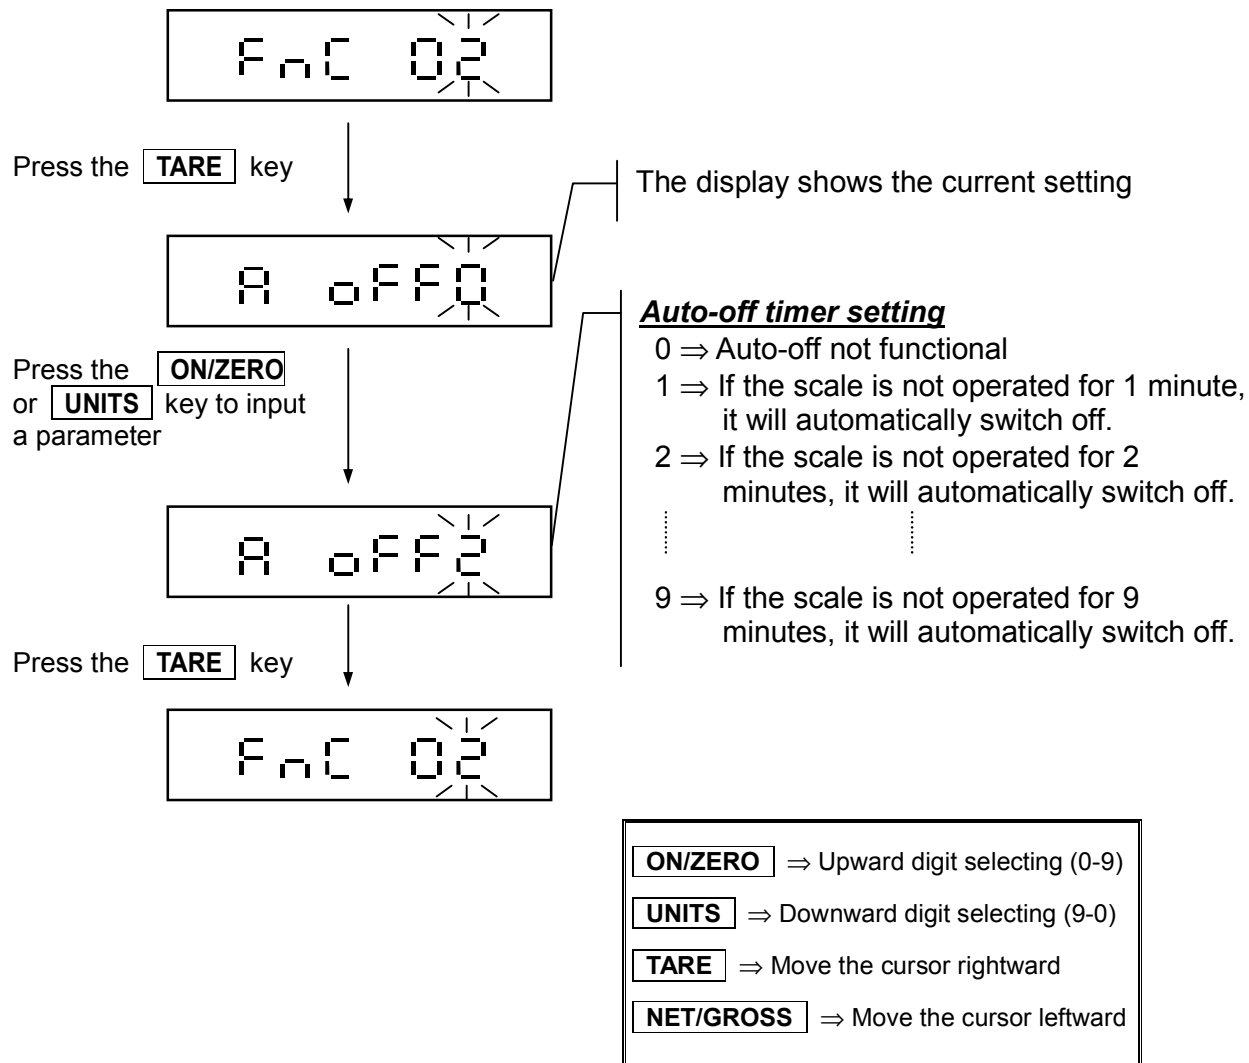 FnC 02
Press the TARE key
The display shows the current setting
A oFF0
Auto-off timer setting
0 ⇒ Auto-off not functional
1 ⇒ If the scale is not operated for 1 minute,
it will automatically switch off.
2 ⇒ If the scale is not operated for 2
minutes, it will automatically switch off.
9 ⇒ If the scale is not operated for 9
minutes, it will automatically switch off.
Press the ON/ZERO
or UNITS key to input
a parameter
A oFF2
Press the TARE key
FnC 02
ON/ZERO ⇒ Upward digit selecting (0-9)
UNITS ⇒ Downward digit selecting (9-0)
TARE ⇒ Move the cursor rightward
NET/GROSS ⇒ Move the cursor leftward